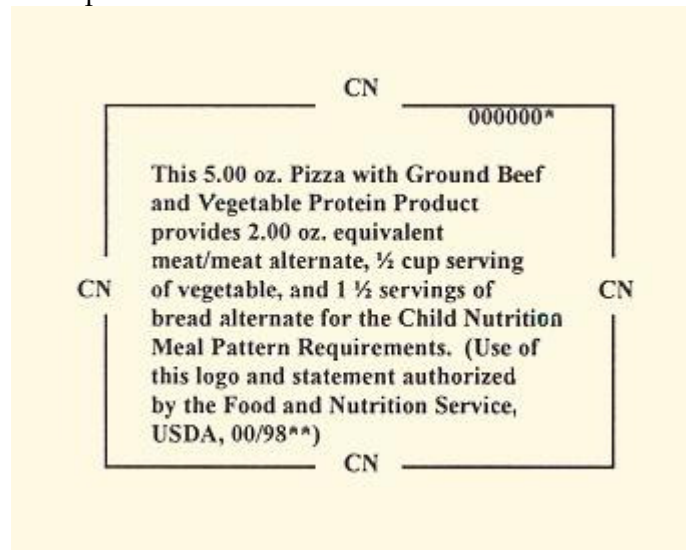 CN
000000*
This 5.00 oz. Pizza with Ground Beef
and Vegetable Protein Product
provides 2.00 oz. equivalent
meat/meat alternate, ½ cup serving
CN of vegetable, and 1 ½ servings of CN
bread alternate for the Child Nutrition
Meal Pattern Requirements. (Use of
this logo and statement authorized
by the Food and Nutrition Service,
USDA, 00/98**)
CN